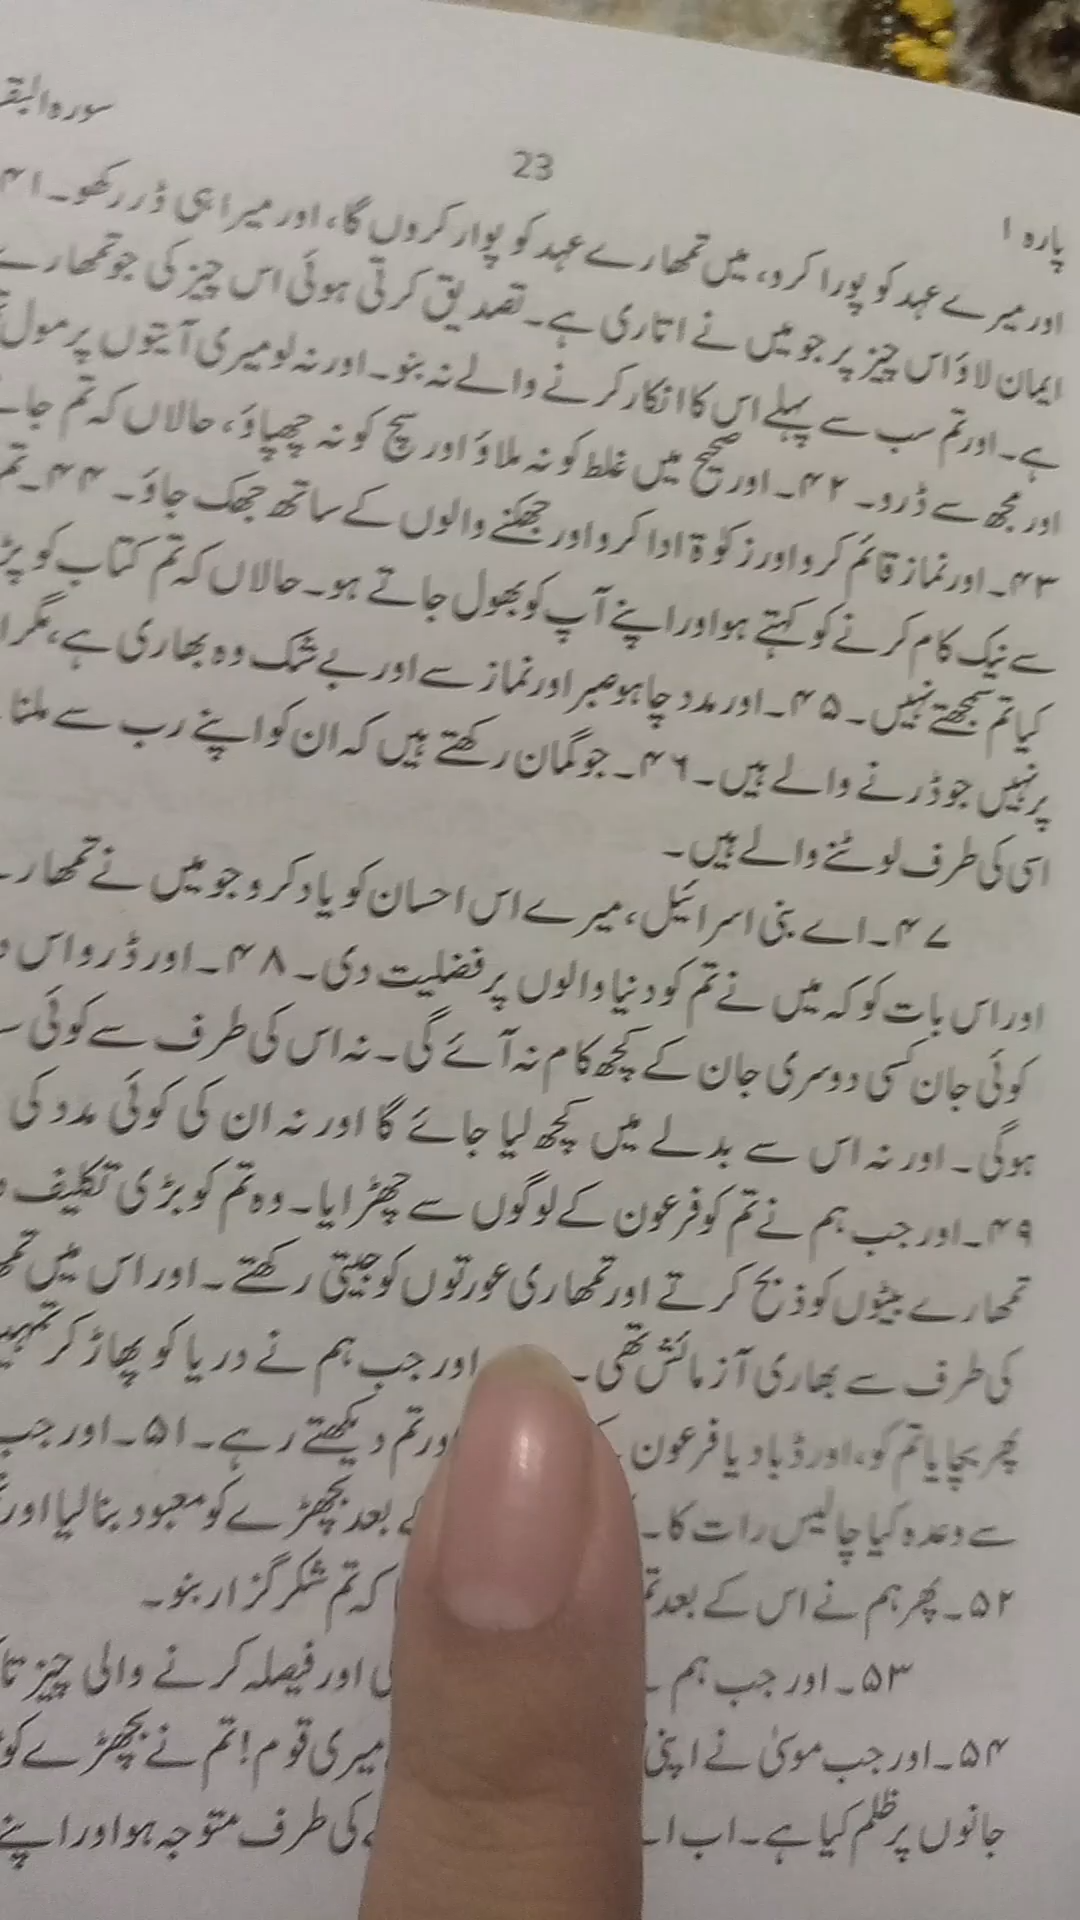 سورہ البقر
23
پارہ ۱
اور میرے عہد کو پورا کرو، میں تمھارے عہد کو پوار کروں گا، اور میرا ہی ڈر رکھو۔ ۴۱
ایمان لاؤ اس چیز پر جو میں نے اتاری ہے۔ تصدیق کرتی ہوئی اس چیز کی جو تمھارے
ہے۔ اور تم سب سے پہلے اس کا انکار کرنے والے نہ بنو۔ اور نہ لو میری آیتوں پر مول
اور مجھ سے ڈرو۔ ۴۲۔ اور صحیح میں غلط کو نہ ملاؤ اور سچ کو نہ چھپاؤ، حالاں کہ تم
۴۳۔ اور نماز قائم کرو اور زکوٰۃ ادا کرو اور جھکنے والوں کے ساتھ جھک جاؤ۔ ۴۴۔ تم
سے نیک کام کرنے کو کہتے ہو اور اپنے آپ کو بھول جاتے ہو۔ حالاں کہ تم کتاب کو
کیا تم سمجھتے نہیں۔ ۴۵۔ اور مدد چاہو صبر اور نماز سے اور بے شک وہ بھاری ہے، مگر
پر نہیں جو ڈرنے والے ہیں۔ ۴۶۔ جو گمان رکھتے ہیں کہ ان کو اپنے رب سے ملنا
اسی کی طرف لوٹنے والے ہیں۔
۴۷۔ اے بنی اسرائیل، میرے اس احسان کو یاد کرو جو میں نے
اور اس بات کو کہ میں نے تم کو دنیا والوں پر فضلیت دی۔ ۴۸۔ اور ڈرو اس
کوئی جان کسی دوسری جان کے کچھ کام نہ آئے گی۔ نہ اس کی طرف سے کوئی
ہوگی۔ اور نہ اس سے بدلے میں کچھ لیا جائے گا اور نہ ان کی کوئی مدد کی
۴۹۔ اور جب ہم نے تم کو فرعون کے لوگوں سے چھڑایا۔ وہ تم کو بڑی تکلیف
تمھارے بیٹوں کو ذبح کرتے اور تمھاری عورتوں کو جیتی رکھتے۔ اور اس میں
کی طرف سے بھاری آزمائش تھی۔ اور جب ہم نے دریا کو پھاڑ کر
پھر بچایا تم کو، اور ڈبا دیا فرعون اور تم دیکھتے رہے۔ ۵۱۔ اور جب
سے وعدہ کیا چالیس رات کا۔ کے بعد بچھڑے کو معبود بنا لیا اور
۵۲۔ پھر ہم نے اس کے بعد کہ تم شکر گزار بنو۔
۵۳۔ اور جب ہم اور فیصلہ کرنے والی چیز
۵۴۔ اور جب موسیٰ نے اپنی میری قوم! تم نے بچھڑے کو
جانوں پر ظلم کیا ہے۔ اب کی طرف متوجہ ہو اور اپنے